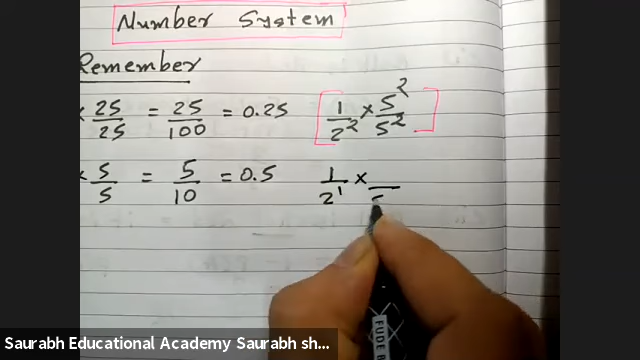 Number System
Remember
× 25/25 = 25/100 = 0.25 [1/2² × 5²/5²]
× 5/5 = 5/10 = 0.5 1/2¹ ×
Saurabh Educational Academy Saurabh sh...
FUDE B